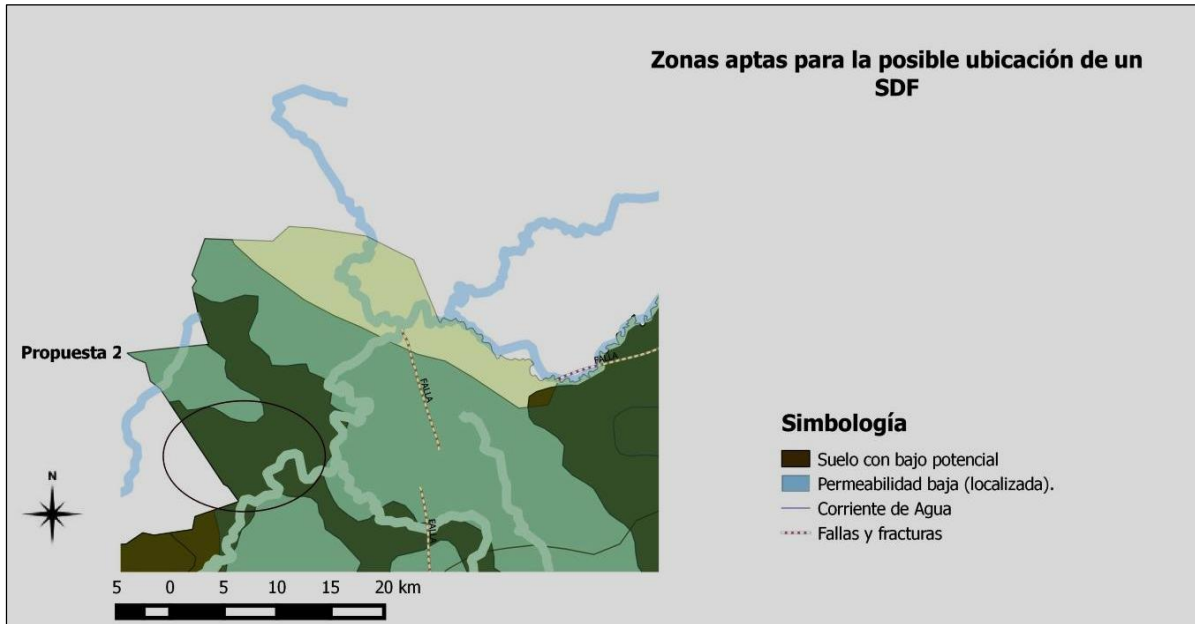 Zonas aptas para la posible ubicación de un
SDF
Propuesta 2
FALLA
FALLA
FALLA
N
Simbología
Suelo con bajo potencial
Permeabilidad baja (localizada).
Corriente de Agua
Fallas y fracturas
5 0 5 10 15 20 km